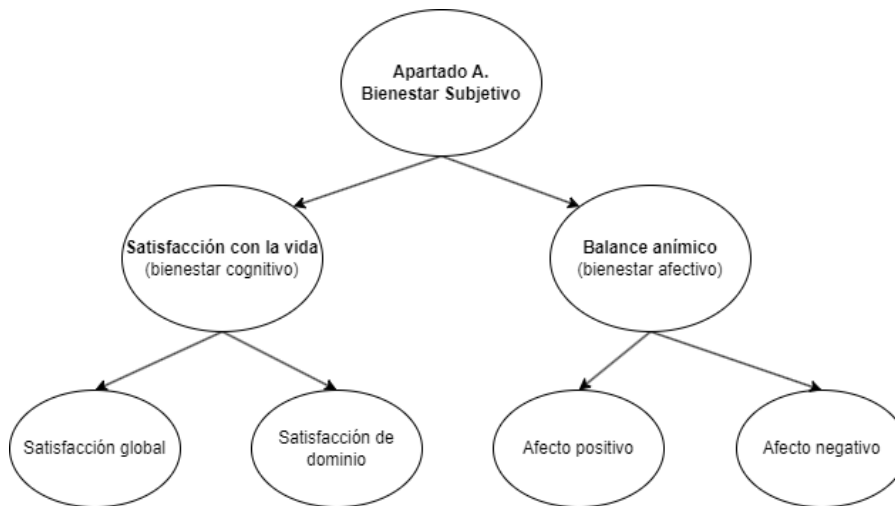 Apartado A.
Bienestar Subjetivo
Satisfacción con la vida
(bienestar cognitivo)
Balance anímico
(bienestar afectivo)
Satisfacción global
Satisfacción de
dominio
Afecto positivo
Afecto negativo